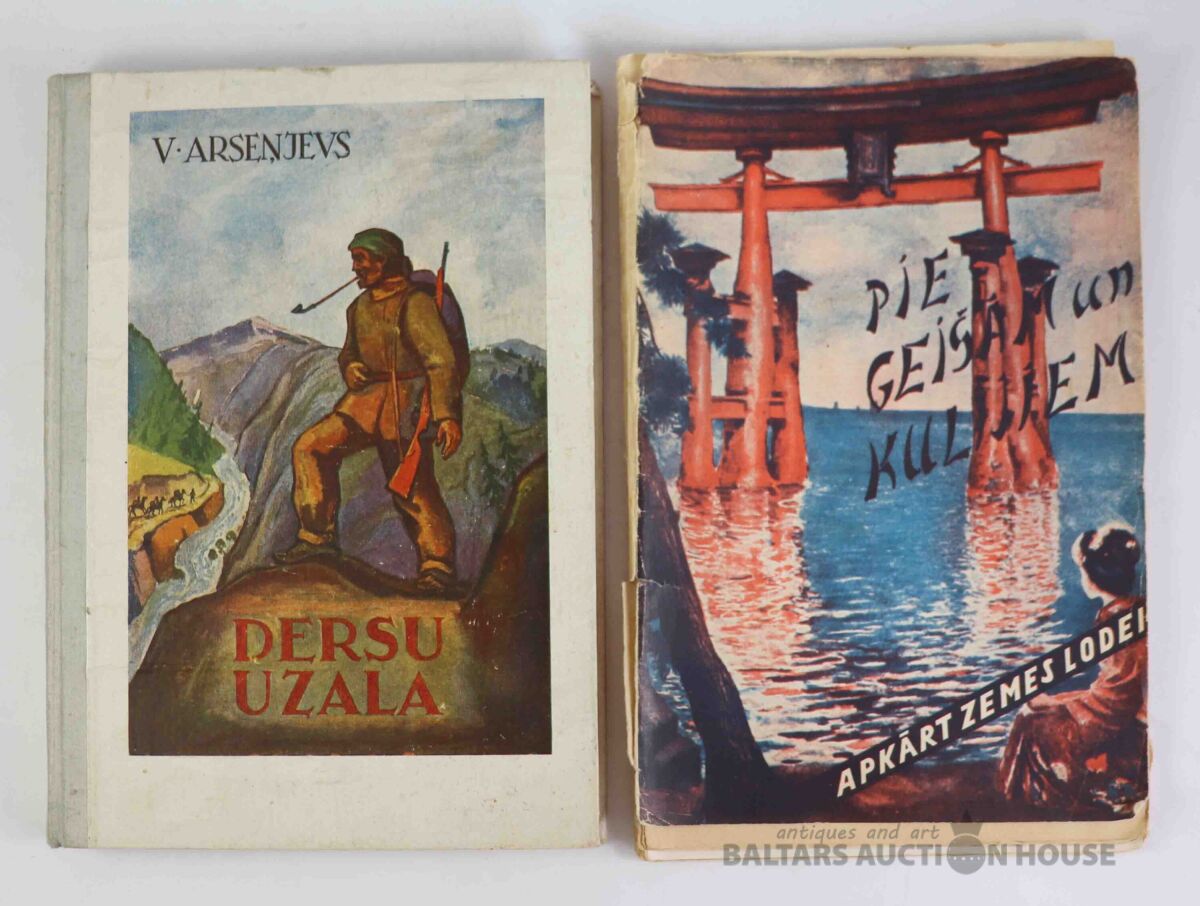 V·ARSEŅJEVS
DERSU
UZALA
PIE
GEIŠĀM un
KULIJIEM
APKĀRT ZEMES LODEI
antiques and art
BALTARS AUCTION HOUSE